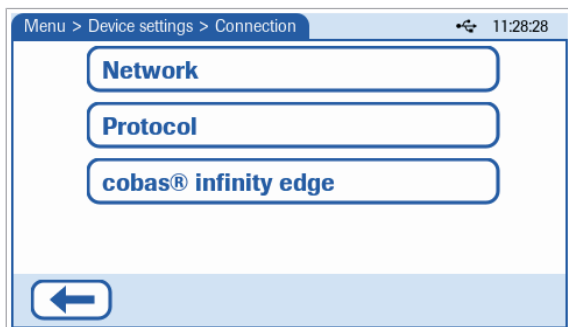 Menu > Device settings > Connection 11:28:28
Network
Protocol
cobas® infinity edge